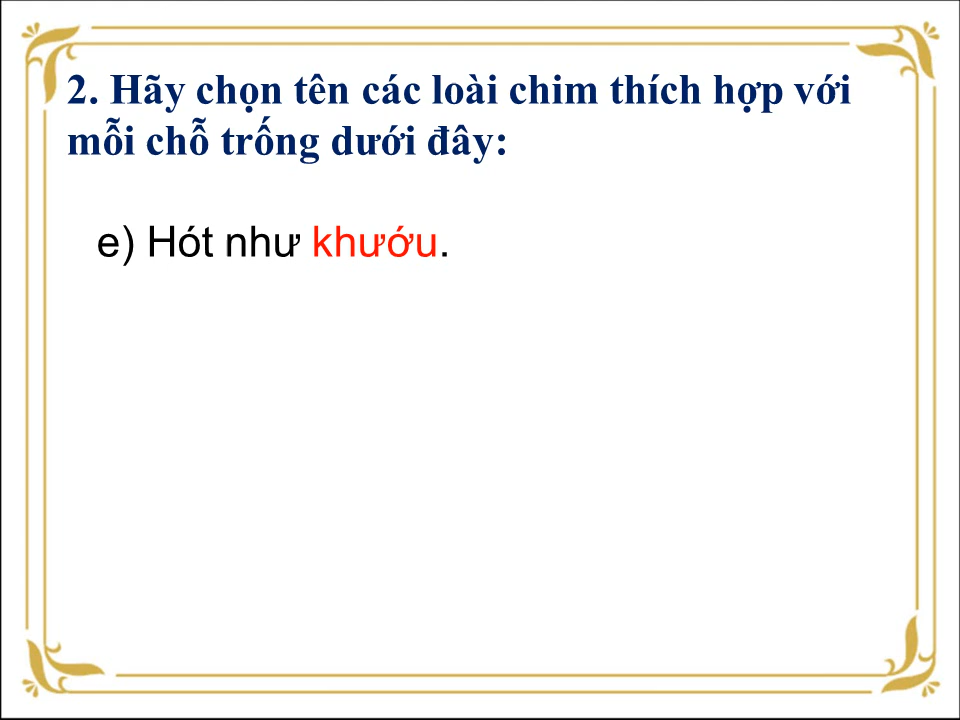 2. Hãy chọn tên các loài chim thích hợp với
mỗi chỗ trống dưới đây:
e) Hót như khướu.